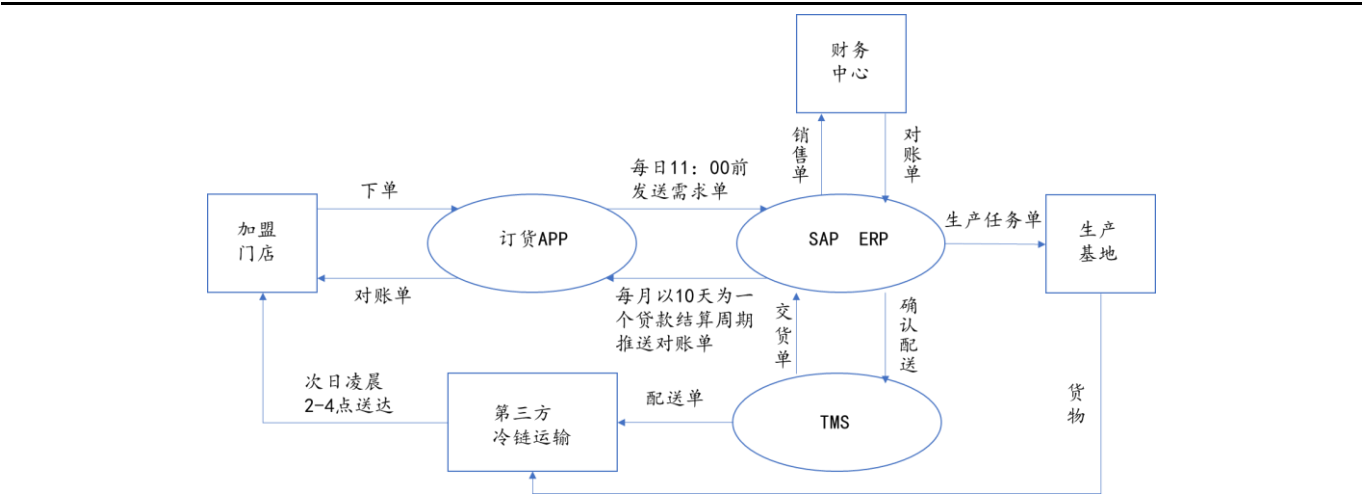 财务
中心
销售单
对账单
每日11：00前
发送需求单
下单
加盟
门店
订货APP
SAP ERP
生产任务单
生产
基地
对账单
每月以10天为一
个贷款结算周期
推送对账单
交货单
确认配送
次日凌晨
2-4点送达
第三方
冷链运输
配送单
TMS
货物